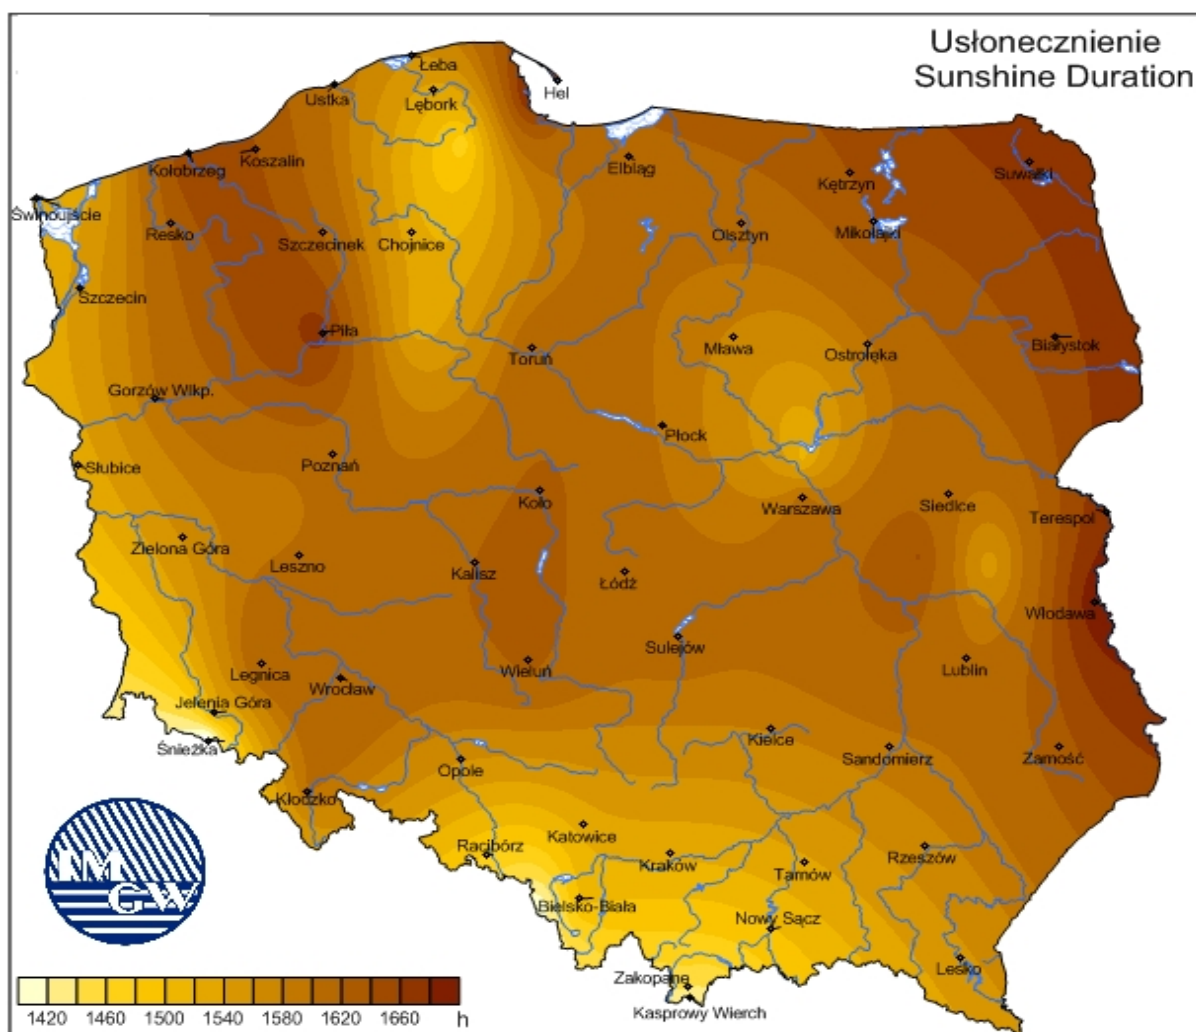 Usłonecznienie
Sunshine Duration
Łeba
Ustka
Lębork
Hel
Kołobrzeg
Koszalin
Elbląg
Kętrzyn
Suwałki
Świnoujście
Resko
Szczecinek
Chojnice
Olsztyn
Mikołajki
Szczecin
Piła
Toruń
Mława
Ostrołęka
Białystok
Gorzów Wlkp.
Płock
Słubice
Poznań
Koło
Warszawa
Siedlce
Terespol
Zielona Góra
Leszno
Kalisz
Łódź
Włodawa
Sulejów
Legnica
Wrocław
Wieluń
Lublin
Jelenia Góra
Śnieżka
Kielce
Sandomierz
Zamość
Opole
Kłodzko
Racibórz
Katowice
Kraków
Tarnów
Rzeszów
Bielsko-Biała
Nowy Sącz
Lesko
Zakopane
Kasprowy Wierch
IMGW
1420 1460 1500 1540 1580 1620 1660 h